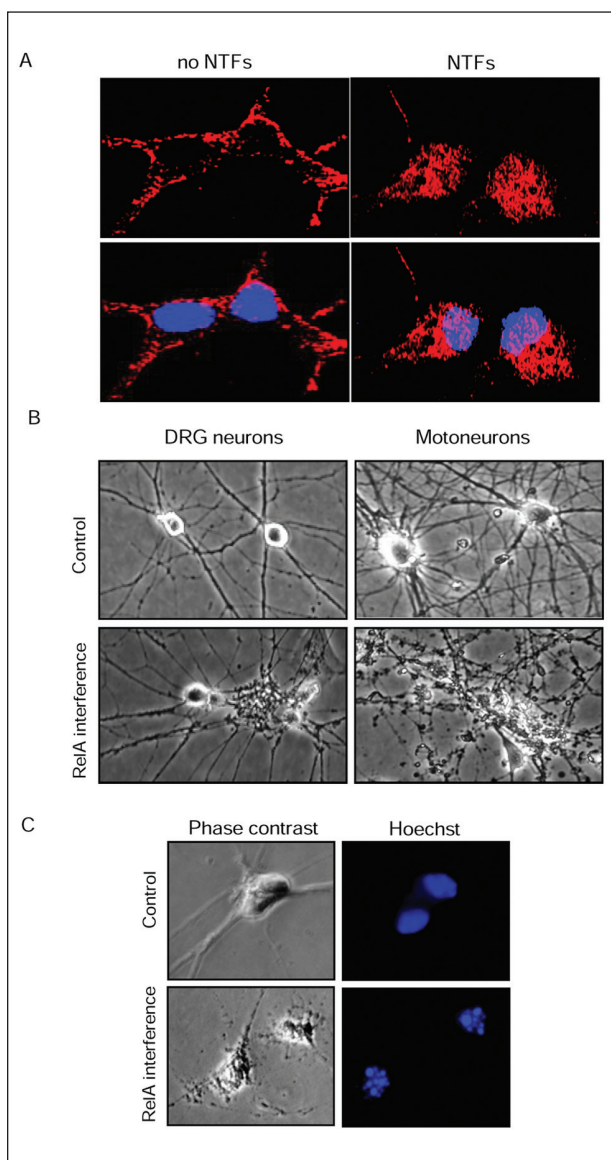 A
no NTFs
NTFs
B
DRG neurons
Motoneurons
Control
RelA interference
C
Phase contrast
Hoechst
Control
RelA interference